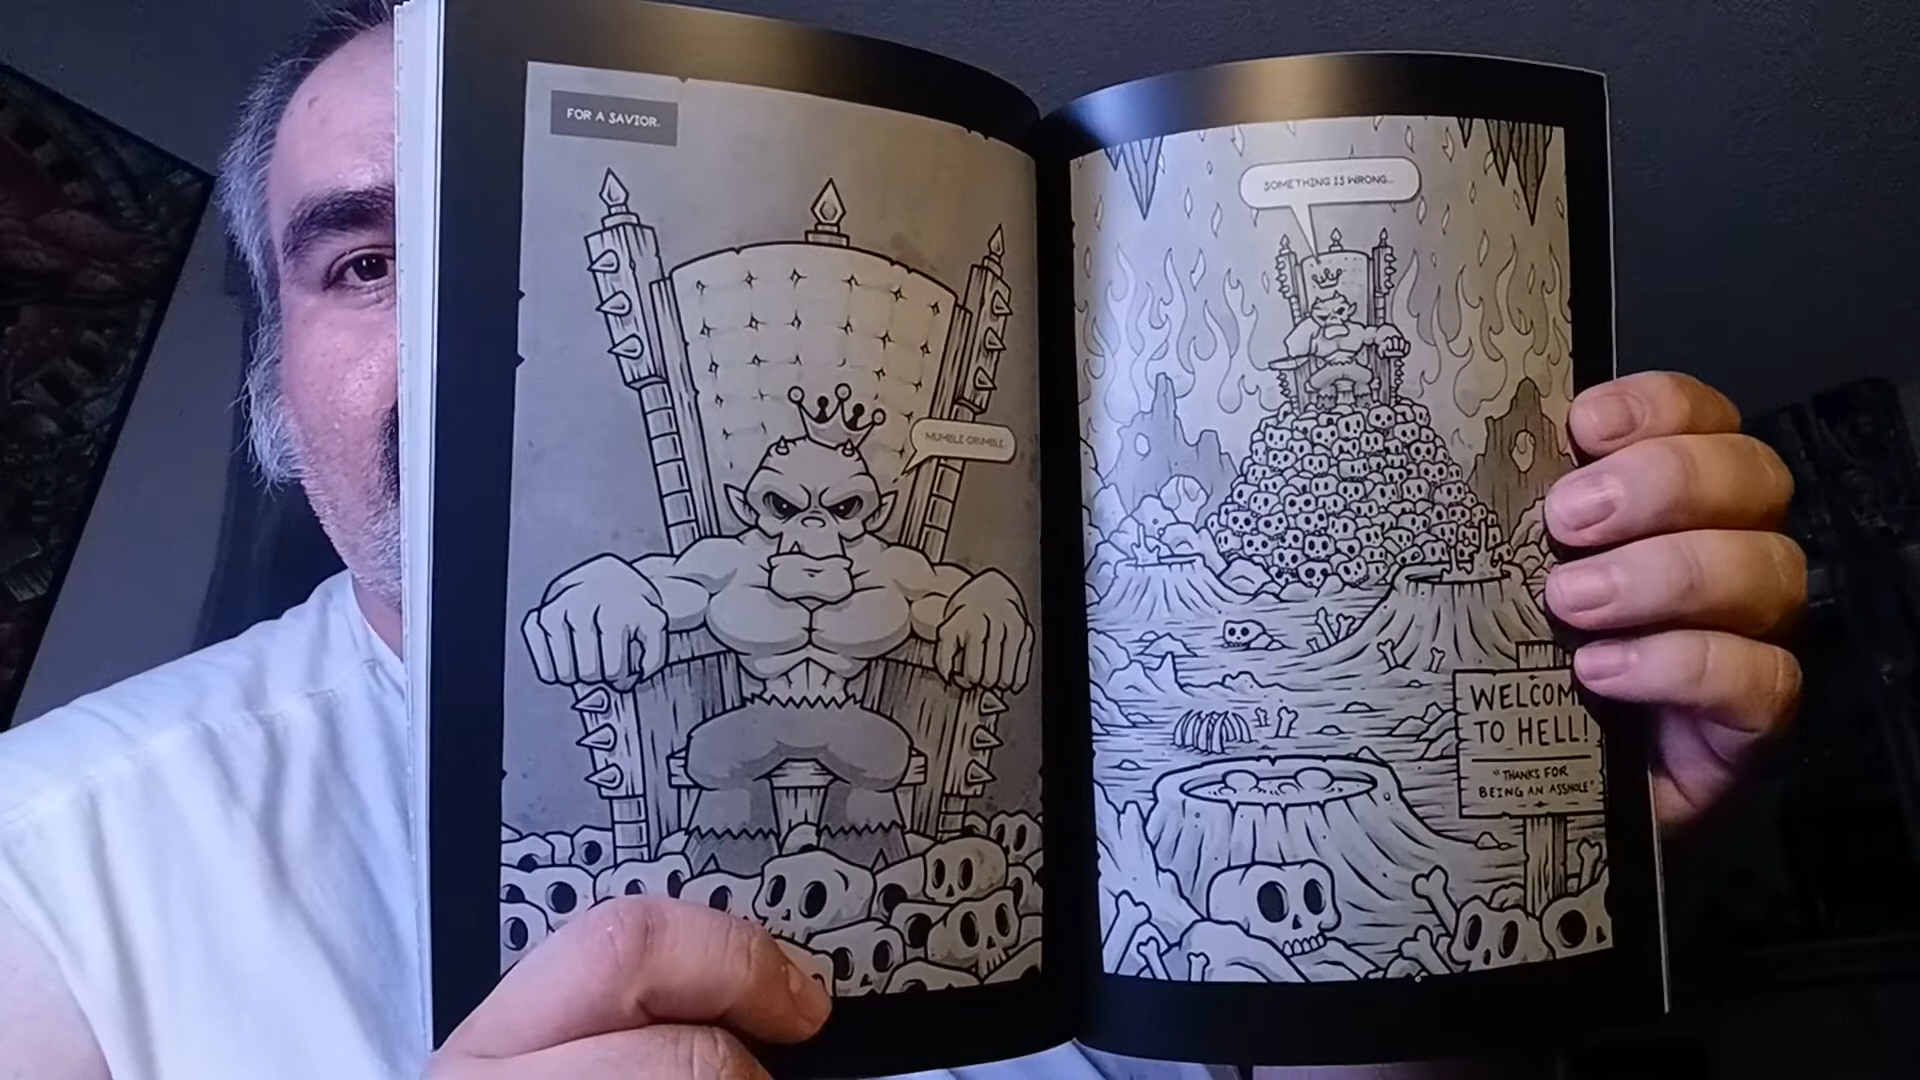 FOR A SAVIOR.
MUMBLE GRUMBLE.
SOMETHING IS WRONG...
WELCOM
TO HELL!
"THANKS FOR
BEING AN ASSHOLE"